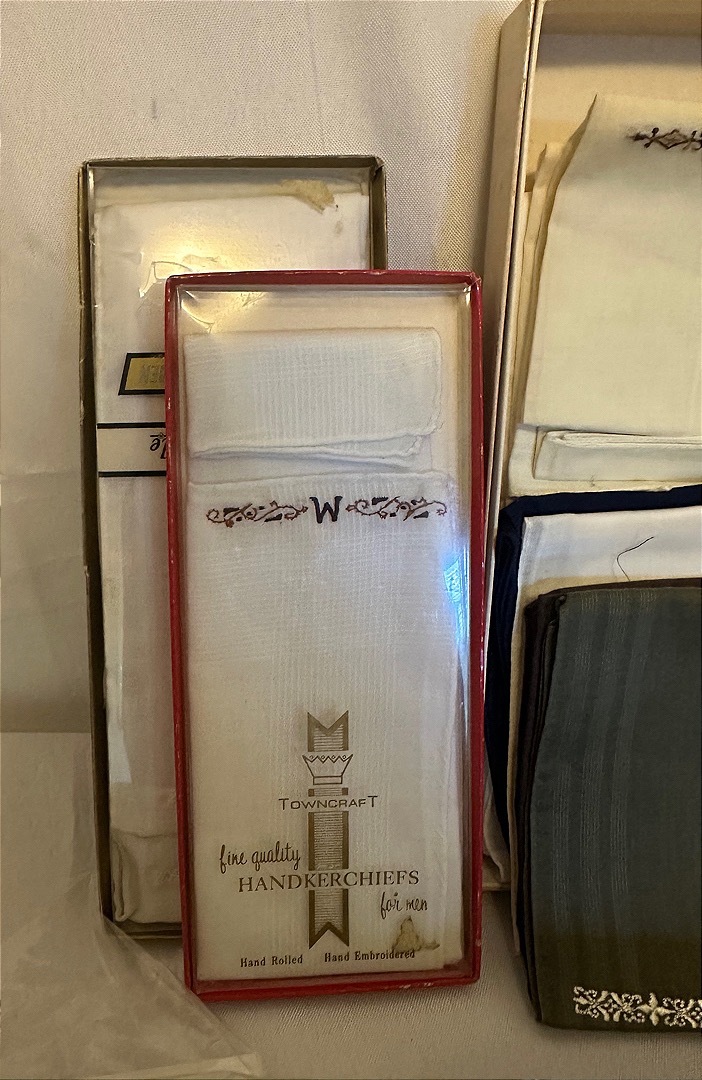 W
TOWNCRAFT
fine quality
HANDKERCHIEFS
for men
Hand Rolled Hand Embroidered